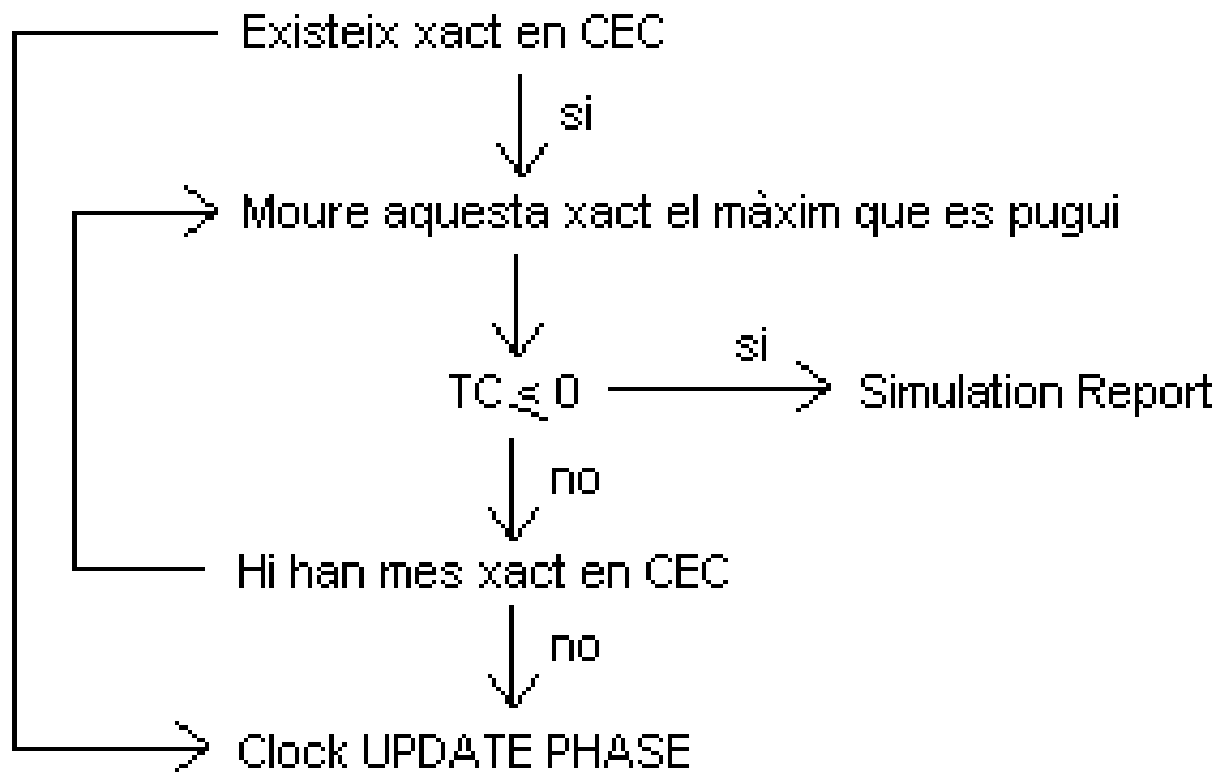 Existeix xact en CEC
si
Moure aquesta xact el màxim que es pugui
si
TC ≤ 0
Simulation Report
no
Hi han mes xact en CEC
no
Clock UPDATE PHASE